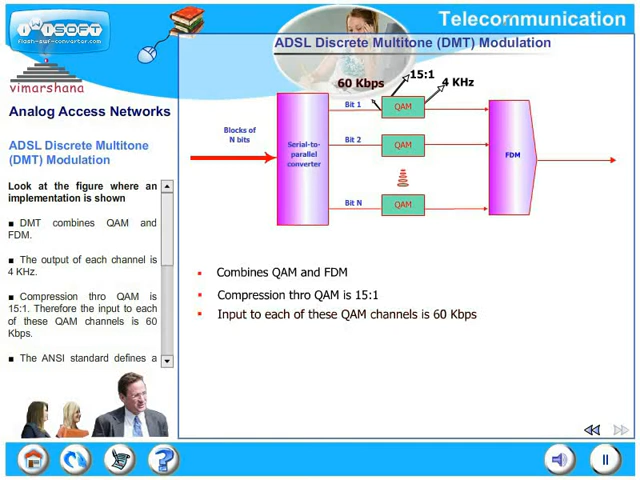 iWiSOFT
flash-swf-converter.com
Telecommunication
vimarshana
Analog Access Networks
ADSL Discrete Multitone
(DMT) Modulation
Look at the figure where an
implementation is shown
■ DMT combines QAM and
FDM.
■ The output of each channel is
4 KHz.
■ Compression thro QAM is
15:1. Therefore the input to each
of these QAM channels is 60
Kbps.
■ The ANSI standard defines a
ADSL Discrete Multitone (DMT) Modulation
60 Kbps
15:1
4 KHz
Blocks of
N bits
Serial-to-
parallel
converter
Bit 1
QAM
Bit 2
QAM
Bit N
QAM
FDM
Combines QAM and FDM
Compression thro QAM is 15:1
Input to each of these QAM channels is 60 Kbps